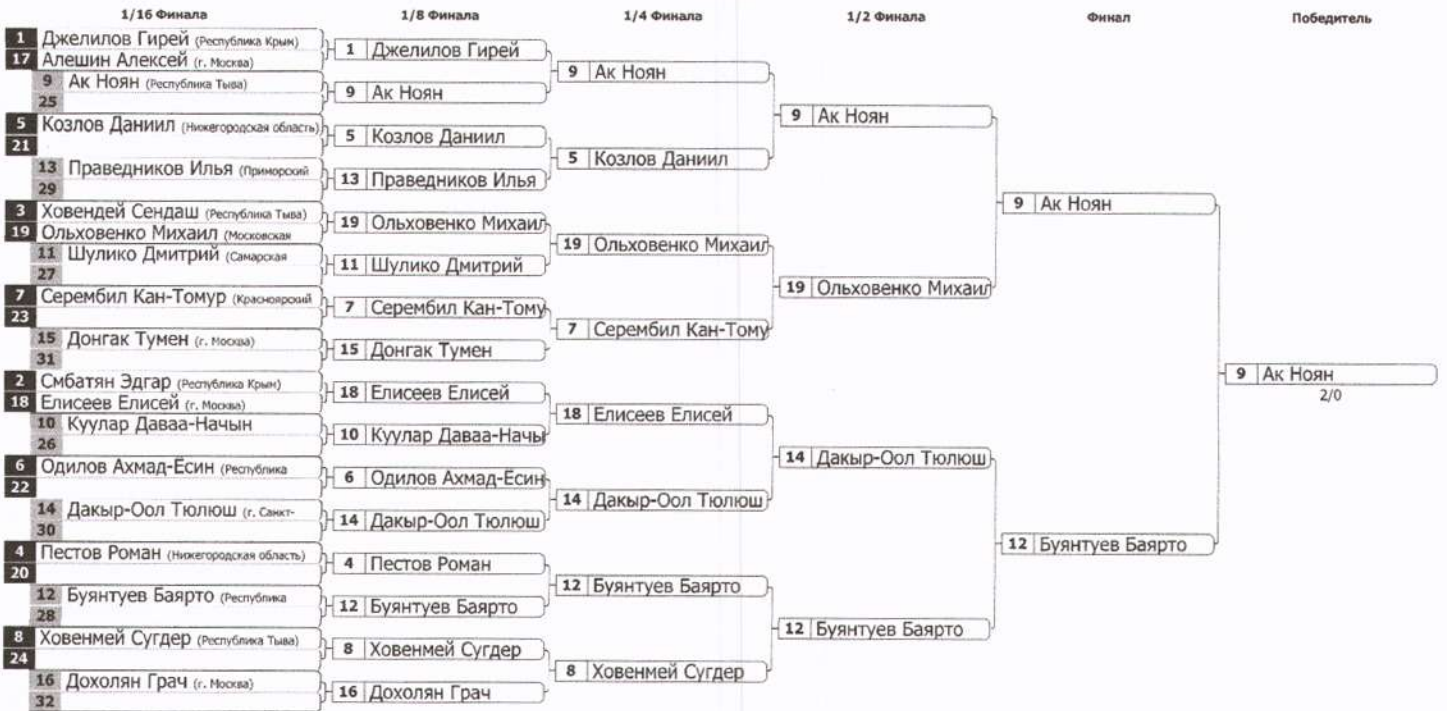 1/16 Финала 1/8 Финала 1/4 Финала 1/2 Финала Финал Победитель
1 Джелилов Гирей (Республика Крым)
17 Алешин Алексей (г. Москва)
9 Ак Ноян (Республика Тыва)
25
5 Козлов Даниил (Нижегородская область)
21
13 Праведников Илья (Приморский
29
3 Ховендей Сендаш (Республика Тыва)
19 Ольховенко Михаил (Московская
11 Шулико Дмитрий (Самарская
27
7 Серембил Кан-Томур (Красноярский
23
15 Донгак Тумен (г. Москва)
31
2 Смбатян Эдгар (Республика Крым)
18 Елисеев Елисей (г. Москва)
10 Куулар Даваа-Начын
26
6 Одилов Ахмад-Есин (Республика
22
14 Дакыр-Оол Тюлюш (г. Санкт-
30
4 Пестов Роман (Нижегородская область)
20
12 Буянтуев Баярто (Республика
28
8 Ховенмей Сугдер (Республика Тыва)
24
16 Дохолян Грач (г. Москва)
32
1 Джелилов Гирей
9 Ак Ноян
5 Козлов Даниил
13 Праведников Илья
19 Ольховенко Михаил
11 Шулико Дмитрий
7 Серембил Кан-Тому
15 Донгак Тумен
18 Елисеев Елисей
10 Куулар Даваа-Начы
6 Одилов Ахмад-Есин
14 Дакыр-Оол Тюлюш
4 Пестов Роман
12 Буянтуев Баярто
8 Ховенмей Сугдер
16 Дохолян Грач
9 Ак Ноян
5 Козлов Даниил
19 Ольховенко Михаил
7 Серембил Кан-Тому
18 Елисеев Елисей
14 Дакыр-Оол Тюлюш
12 Буянтуев Баярто
8 Ховенмей Сугдер
9 Ак Ноян
19 Ольховенко Михаил
14 Дакыр-Оол Тюлюш
12 Буянтуев Баярто
9 Ак Ноян
12 Буянтуев Баярто
9 Ак Ноян
2/0